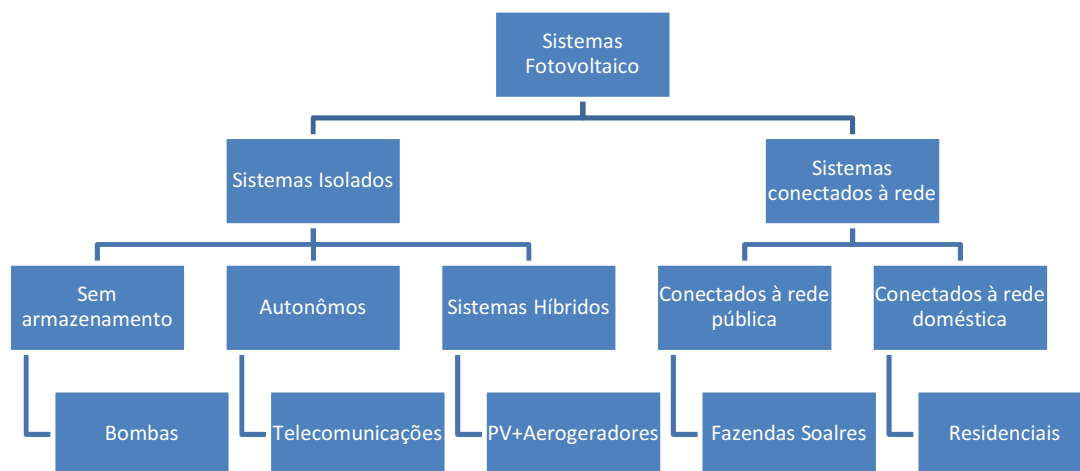 Sistemas
Fotovoltaico
Sistemas Isolados
Sistemas
conectados à rede
Sem
armazenamento
Autonômos
Sistemas Híbridos
Conectados à rede
pública
Conectados à rede
doméstica
Bombas
Telecomunicações
PV+Aerogeradores
Fazendas Soalres
Residenciais